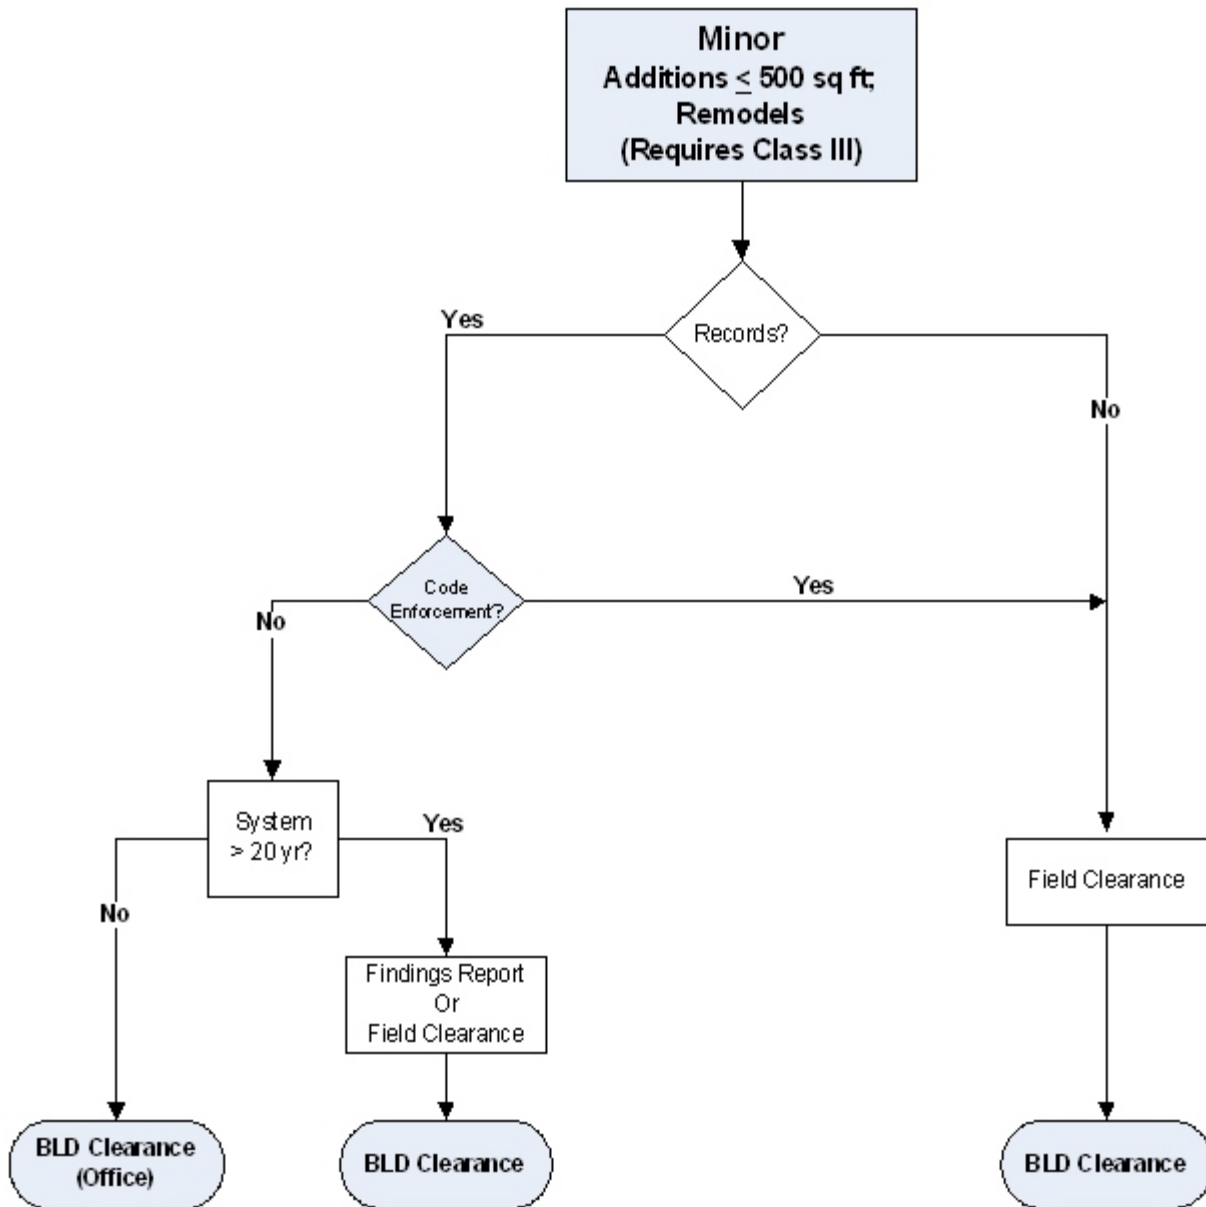 Minor
Additions ≤ 500 sq ft;
Remodels
(Requires Class III)
Yes
Records?
No
Code
Enforcement?
Yes
No
System
> 20 yr?
Yes
Field Clearance
No
Findings Report
Or
Field Clearance
BLD Clearance
(Office)
BLD Clearance
BLD Clearance